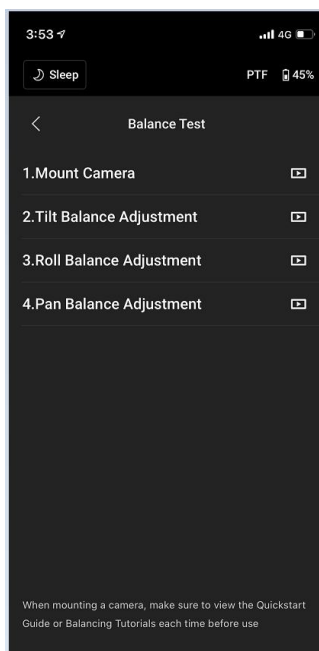 3:53 4G
Sleep PTF 45%
Balance Test
1.Mount Camera
2.Tilt Balance Adjustment
3.Roll Balance Adjustment
4.Pan Balance Adjustment
When mounting a camera, make sure to view the Quickstart
Guide or Balancing Tutorials each time before use